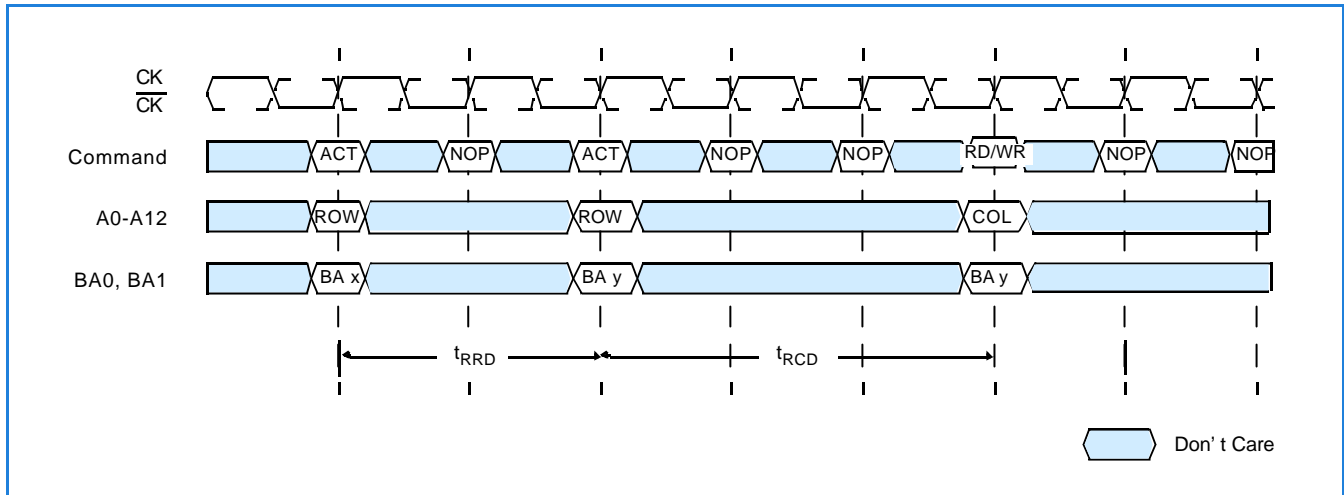 CK
CK
Command ACT NOP ACT NOP NOP RD/WR NOP NOP
A0-A12 ROW ROW COL
BA0, BA1 BA x BA y BA y
tRRD tRCD
Don' t Care